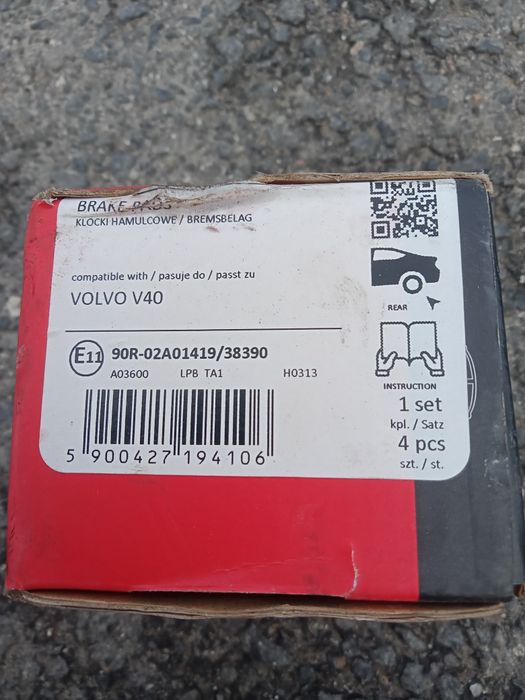 BRAKE PADS
KLOCKI HAMULCOWE / BREMSBELAG
compatible with / pasuje do / passt zu
VOLVO V40
REAR
E11 90R-02A01419/38390
A03600 LPB TA1 H0313
INSTRUCTION
5 900427 194106
1 set
kpl. / Satz
4 pcs
szt. / st.